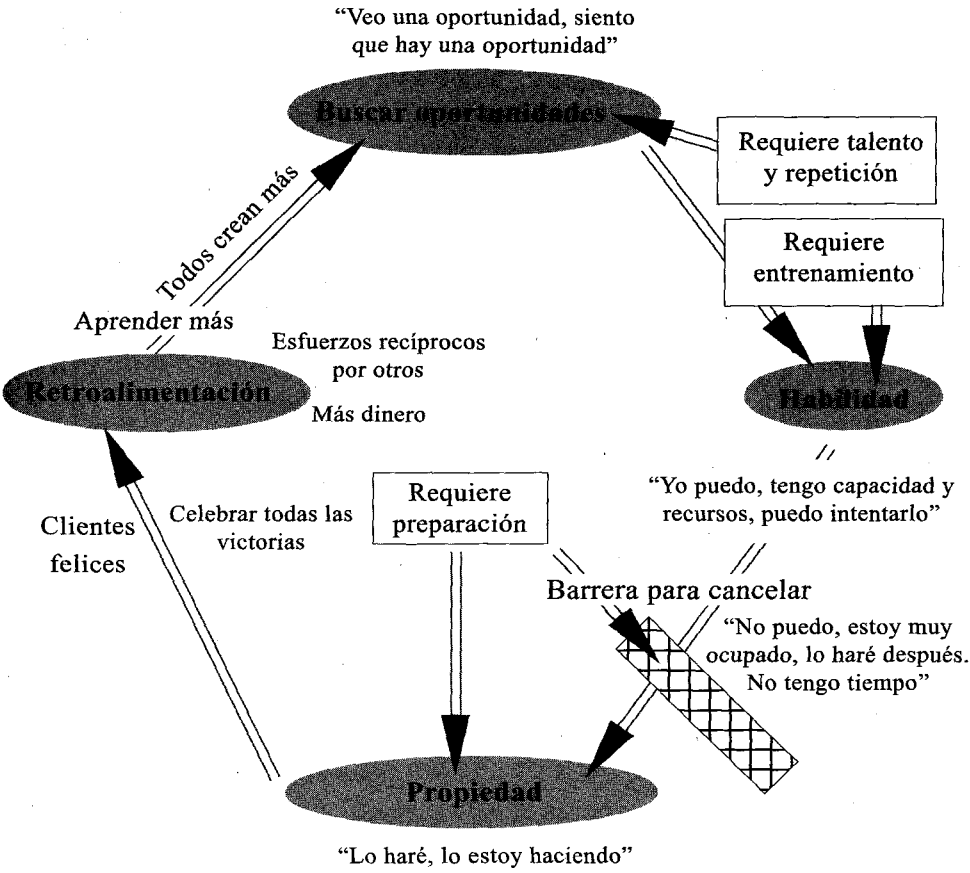 “Veo una oportunidad, siento
que hay una oportunidad”
Buscar oportunidades
Requiere talento
y repetición
Requiere
entrenamiento
Todos crean más
Aprender más
Esfuerzos recíprocos
por otros
Retroalimentación
Más dinero
Habilidad
“Yo puedo, tengo capacidad y
recursos, puedo intentarlo”
Requiere
preparación
Clientes
felices
Celebrar todas las
victorias
Barrera para cancelar
“No puedo, estoy muy
ocupado, lo haré después.
No tengo tiempo”
Propiedad
“Lo haré, lo estoy haciendo”